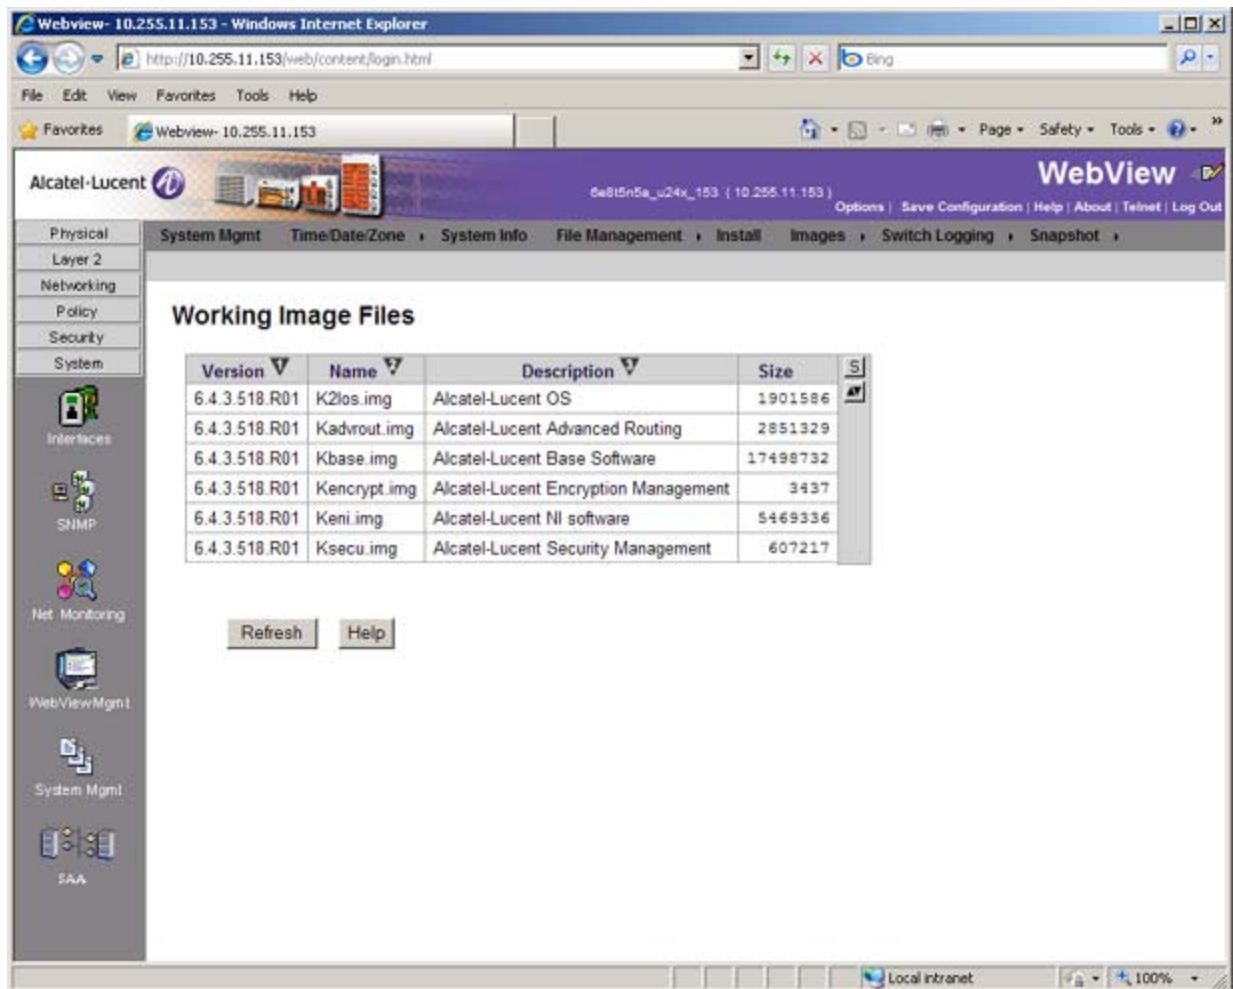 Webview- 10.255.11.153 - Windows Internet Explorer
http://10.255.11.153/web/content/login.html
Bing
File Edit View Favorites Tools Help
Favorites Webview- 10.255.11.153 Page Safety Tools
Alcatel·Lucent
WebView
6e8t5n5a_u24x_153 ( 10.255.11.153 )
Options | Save Configuration | Help | About | Telnet | Log Out
Physical
Layer 2
Networking
Policy
Security
System
Interfaces
SNMP
Net Monitoring
WebViewMgmt
System Mgmt
SAA
System Mgmt Time/Date/Zone System Info File Management Install Images Switch Logging Snapshot
Working Image Files
Version Name Description Size S
6.4.3.518.R01 K2los.img Alcatel-Lucent OS 1901586
6.4.3.518.R01 Kadvrout.img Alcatel-Lucent Advanced Routing 2851329
6.4.3.518.R01 Kbase.img Alcatel-Lucent Base Software 17498732
6.4.3.518.R01 Kencrypt.img Alcatel-Lucent Encryption Management 3437
6.4.3.518.R01 Keni.img Alcatel-Lucent NI software 5469336
6.4.3.518.R01 Ksecu.img Alcatel-Lucent Security Management 607217
Refresh Help
Local intranet 100%